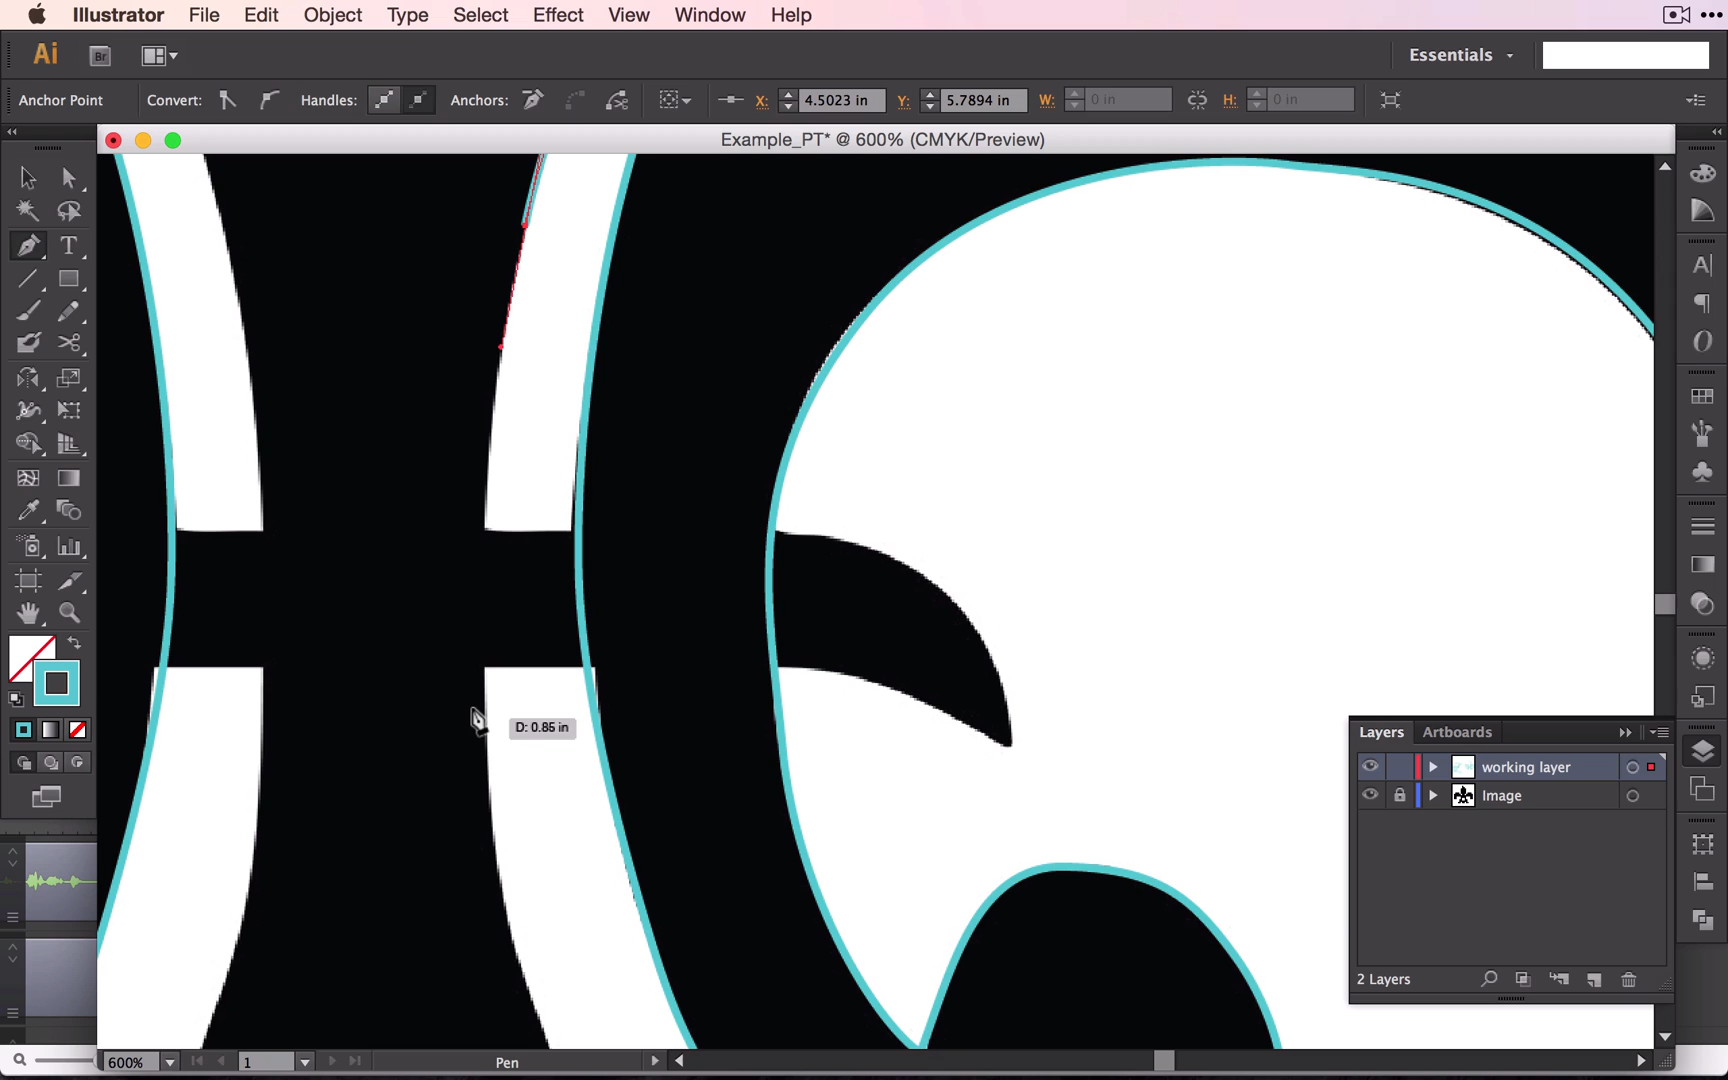 Illustrator File Edit Object Type Select Effect View Window Help
Ai Br Essentials
Anchor Point Convert: Handles: Anchors: X: 4.5023 in Y: 5.7894 in W: 0 in H: 0 in
Example_PT* @ 600% (CMYK/Preview)
D: 0.85 in
Layers Artboards
working layer
Image
2 Layers
600% 1 Pen